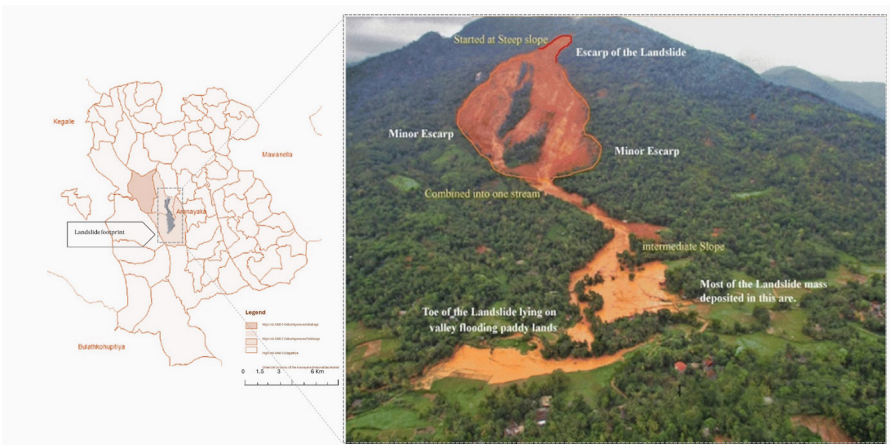 Kegalle
Mawanella
Aranayaka
Landslide footprint
Bulathkohupitiya
Legend
0 1.5 3 6 Km
Started at Steep slope
Escarp of the Landslide
Minor Escarp
Minor Escarp
Combined into one stream
intermediate Slope
Most of the Landslide mass
deposited in this are.
Toe of the Landslide lying on
valley flooding paddy lands